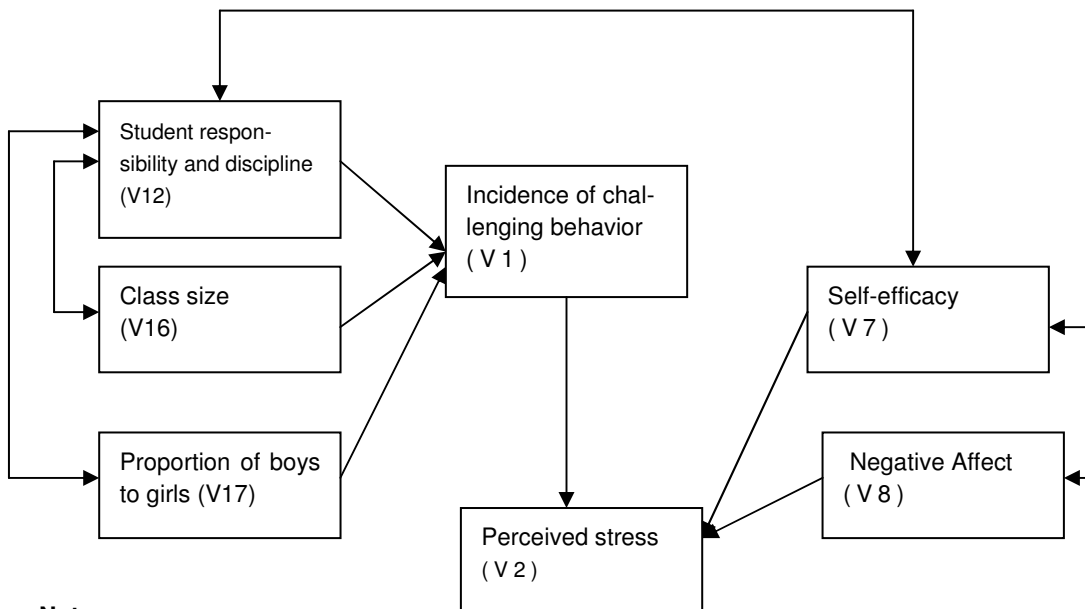 Student respon-
sibility and discipline
(V12)
Incidence of chal-
lenging behavior
( V 1 )
Class size
(V16)
Self-efficacy
( V 7 )
Proportion of boys
to girls (V17)
Negative Affect
( V 8 )
Perceived stress
( V 2 )